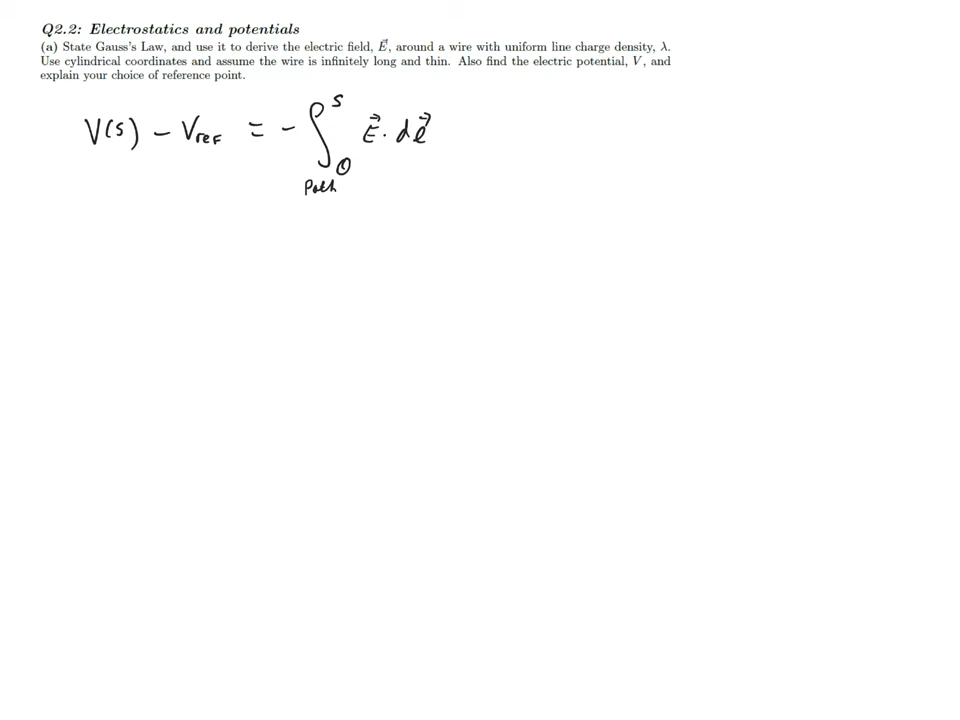 Q2.2: Electrostatics and potentials
(a) State Gauss's Law, and use it to derive the electric field, E⃗, around a wire with uniform line charge density, λ.
Use cylindrical coordinates and assume the wire is infinitely long and thin. Also find the electric potential, V, and
explain your choice of reference point.
V(s) − V_ref = − ∫_O^s E⃗ · dℓ⃗
Path